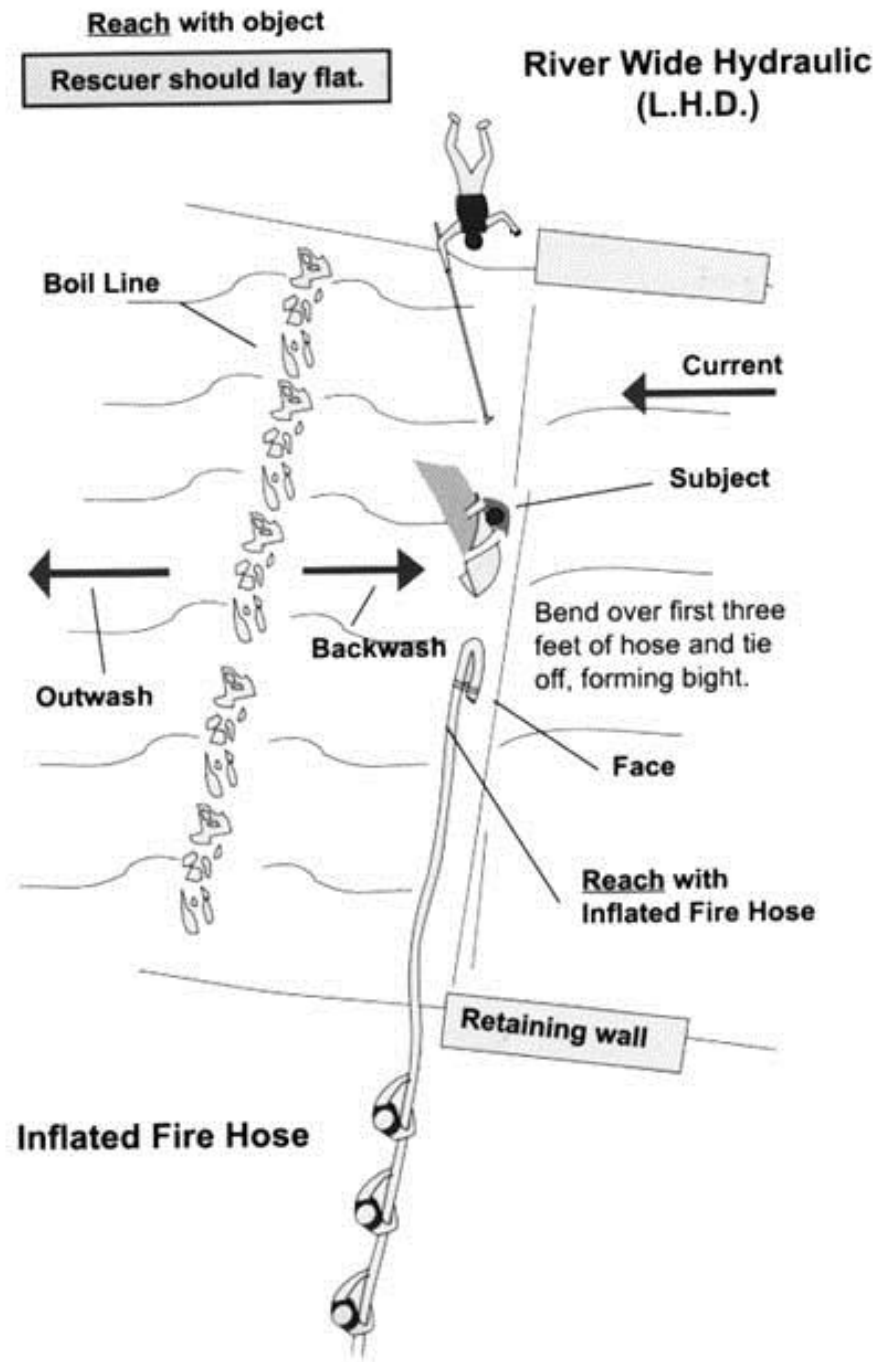 Reach with object
Rescuer should lay flat.
River Wide Hydraulic
(L.H.D.)
Boil Line
Current
Subject
Backwash
Outwash
Bend over first three
feet of hose and tie
off, forming bight.
Face
Reach with
Inflated Fire Hose
Retaining wall
Inflated Fire Hose